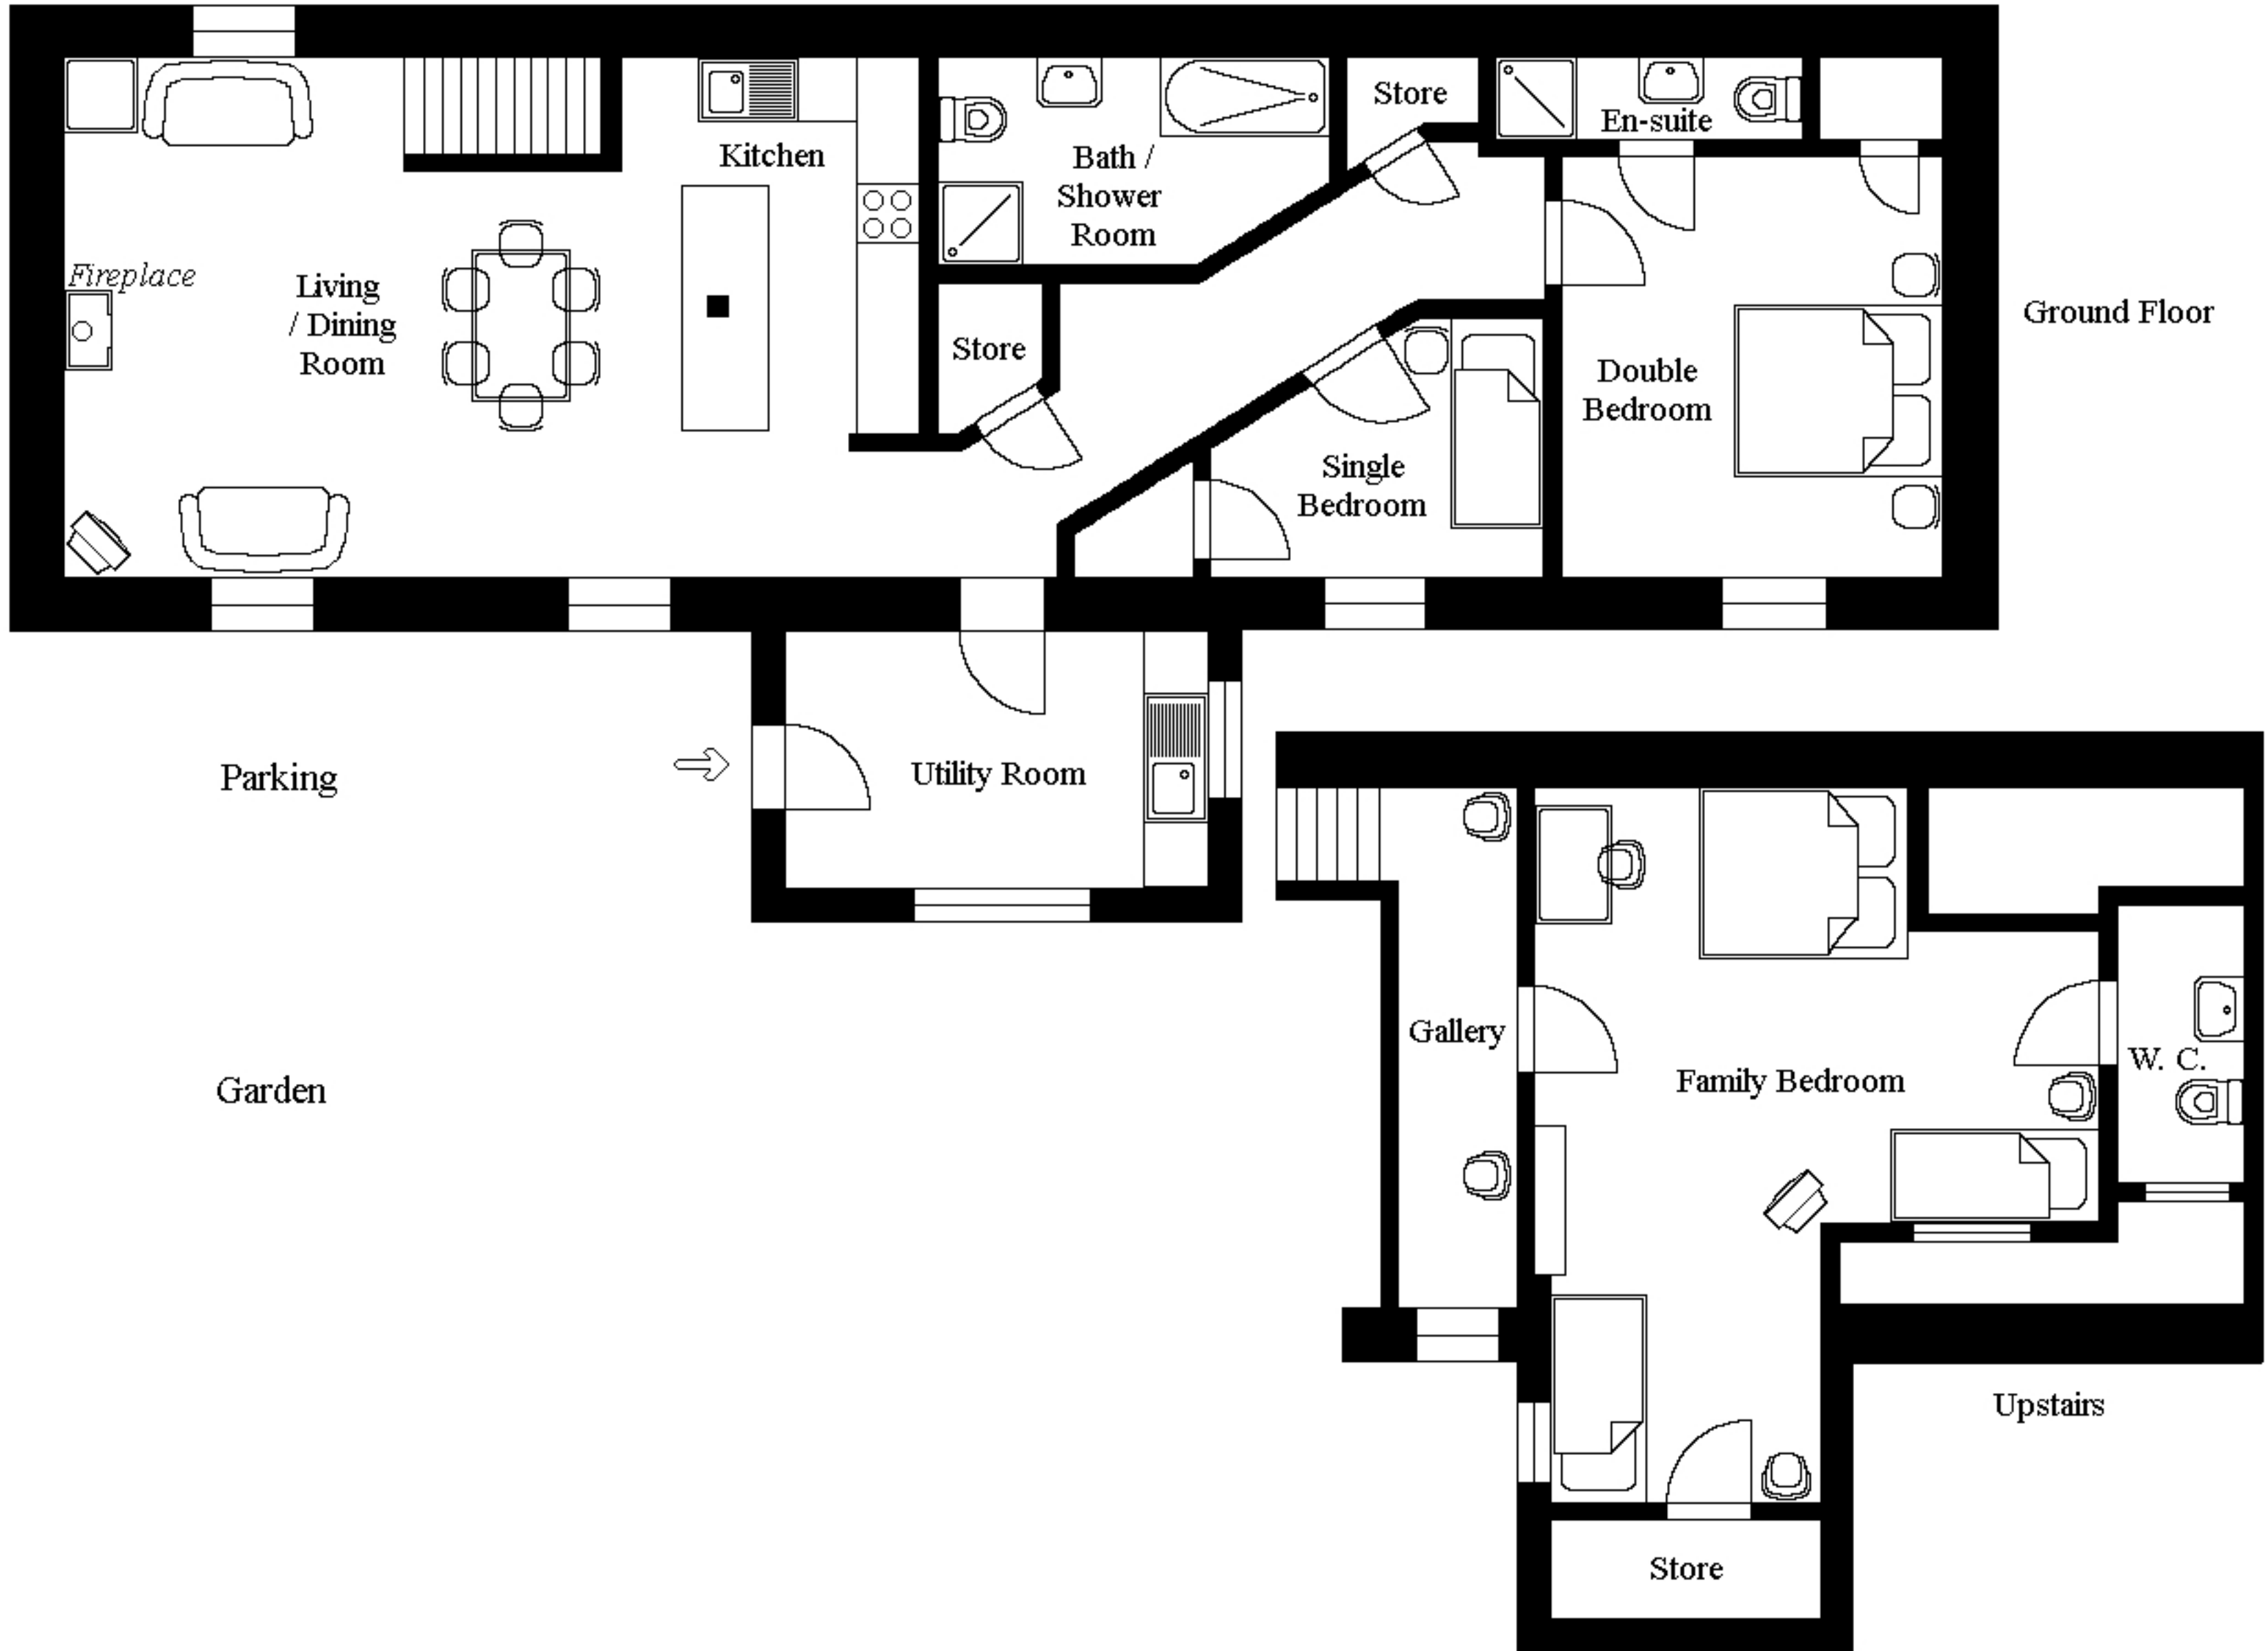 Store
En-suite
Kitchen
Bath /
Shower
Room
Fireplace
Living
/ Dining
Room
Store
Ground Floor
Double
Bedroom
Single
Bedroom
Parking
Utility Room
Gallery
W. C.
Family Bedroom
Garden
Upstairs
Store